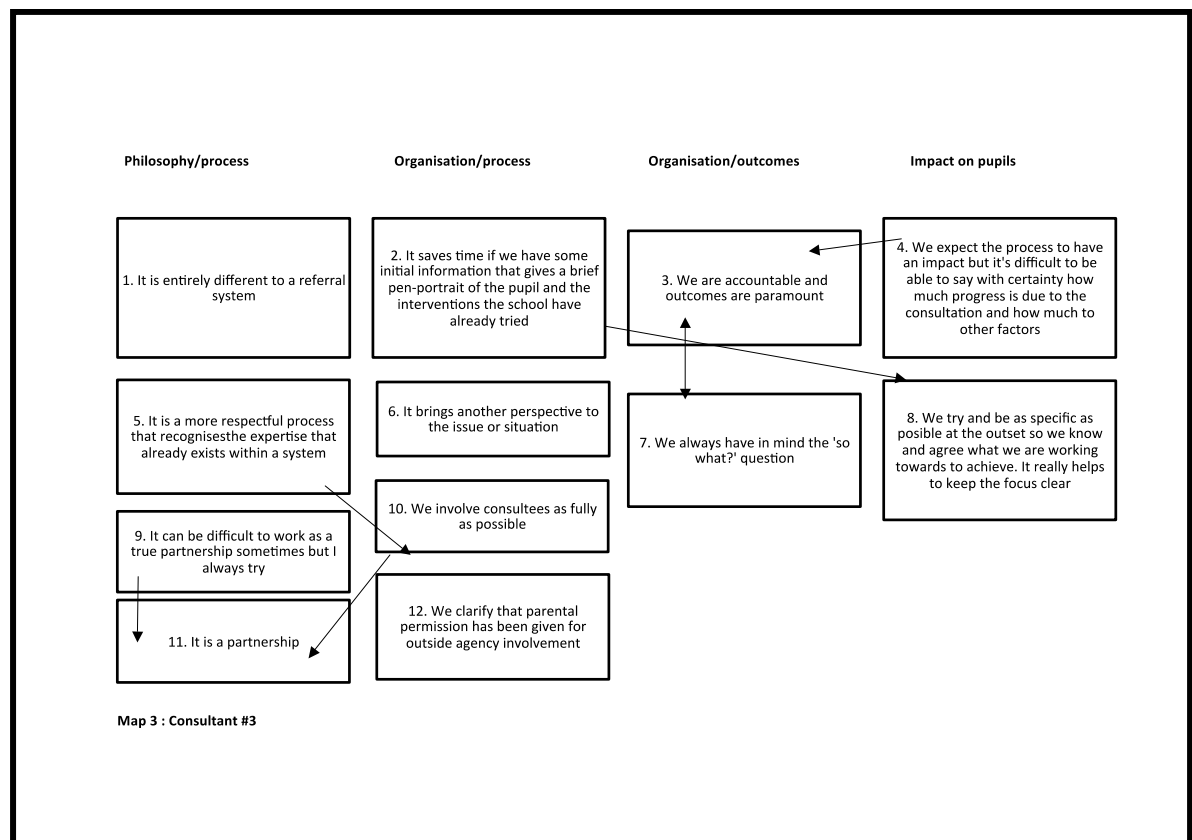 Philosophy/process
Organisation/process
Organisation/outcomes
Impact on pupils
1. It is entirely different to a referral
system
2. It saves time if we have some
initial information that gives a brief
pen-portrait of the pupil and the
interventions the school have
already tried
3. We are accountable and
outcomes are paramount
4. We expect the process to have
an impact but it's difficult to be
able to say with certainty how
much progress is due to the
consultation and how much to
other factors
5. It is a more respectful process
that recognisesthe expertise that
already exists within a system
6. It brings another perspective to
the issue or situation
7. We always have in mind the 'so
what?' question
8. We try and be as specific as
posible at the outset so we know
and agree what we are working
towards to achieve. It really helps
to keep the focus clear
9. It can be difficult to work as a
true partnership sometimes but I
always try
10. We involve consultees as fully
as possible
11. It is a partnership
12. We clarify that parental
permission has been given for
outside agency involvement
Map 3 : Consultant #3